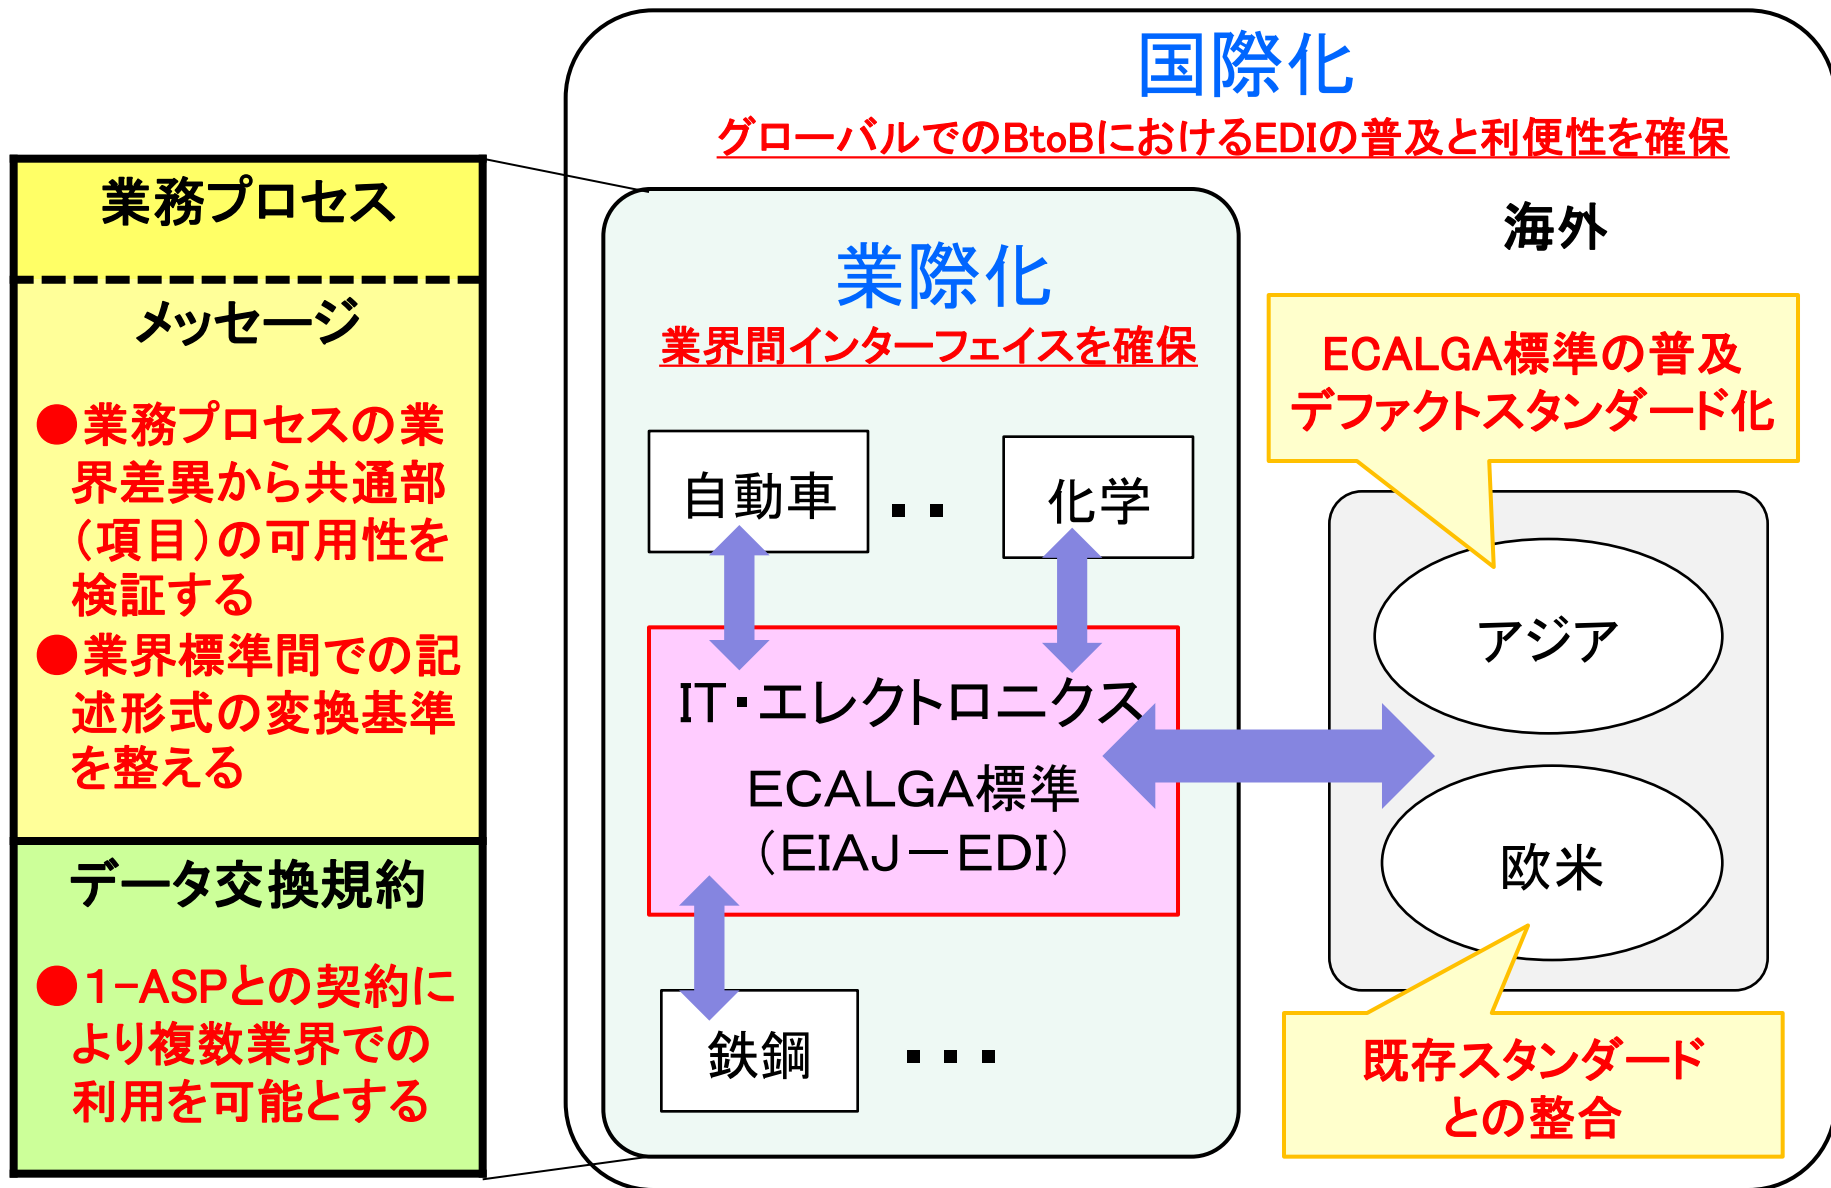 国際化
グローバルでのBtoBにおけるEDIの普及と利便性を確保
業務プロセス
メッセージ
●業務プロセスの業
界差異から共通部
（項目）の可用性を
検証する
●業界標準間での記
述形式の変換基準
を整える
データ交換規約
●1-ASPとの契約に
より複数業界での
利用を可能とする
業際化
業界間インターフェイスを確保
自動車
・・
化学
IT・エレクトロニクス
ECALGA標準
（EIAJ－EDI）
鉄鋼
・・・
海外
ECALGA標準の普及
デファクトスタンダード化
アジア
欧米
既存スタンダード
との整合